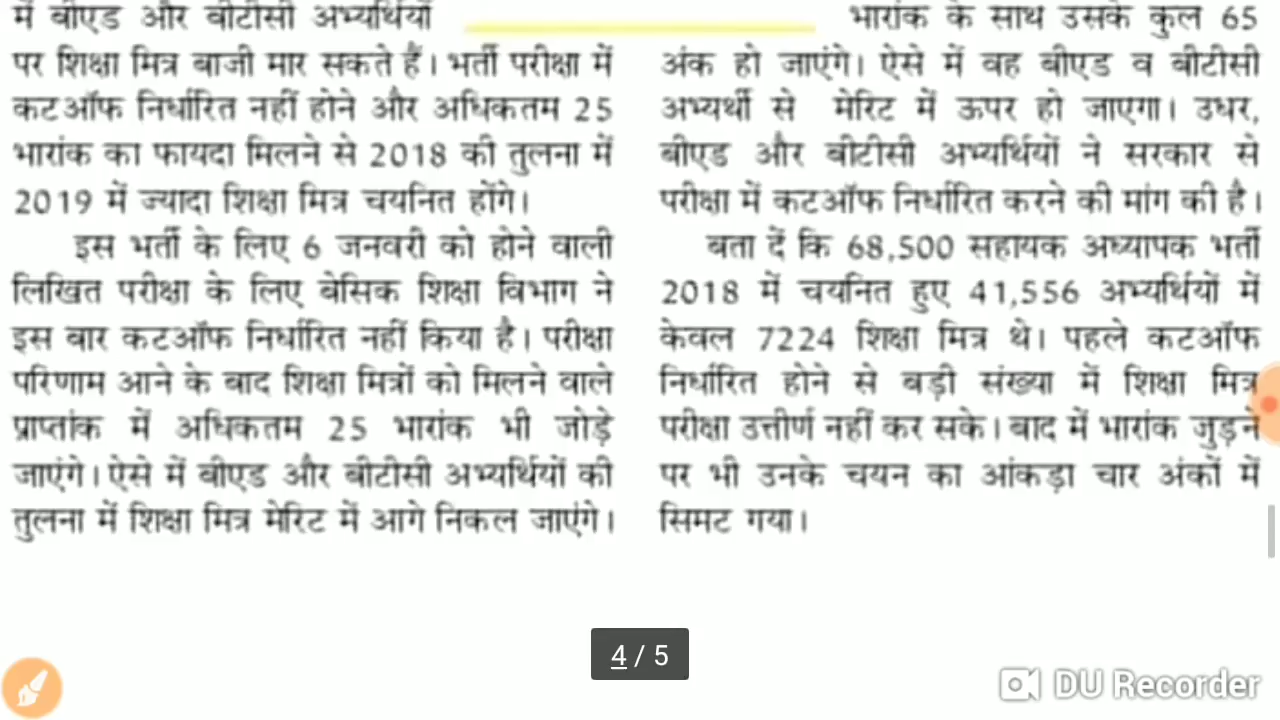 में बीएड और बीटीसी अभ्यर्थियों
पर शिक्षा मित्र बाजी मार सकते हैं। भर्ती परीक्षा में
कटऑफ निर्धारित नहीं होने और अधिकतम 25
भारांक का फायदा मिलने से 2018 की तुलना में
2019 में ज्यादा शिक्षा मित्र चयनित होंगे।
इस भर्ती के लिए 6 जनवरी को होने वाली
लिखित परीक्षा के लिए बेसिक शिक्षा विभाग ने
इस बार कटऑफ निर्धारित नहीं किया है। परीक्षा
परिणाम आने के बाद शिक्षा मित्रों को मिलने वाले
प्राप्तांक में अधिकतम 25 भारांक भी जोड़े
जाएंगे। ऐसे में बीएड और बीटीसी अभ्यर्थियों की
तुलना में शिक्षा मित्र मेरिट में आगे निकल जाएंगे।
भारांक के साथ उसके कुल 65
अंक हो जाएंगे। ऐसे में वह बीएड व बीटीसी
अभ्यर्थी से मेरिट में ऊपर हो जाएगा। उधर,
बीएड और बीटीसी अभ्यर्थियों ने सरकार से
परीक्षा में कटऑफ निर्धारित करने की मांग की है।
बता दें कि 68,500 सहायक अध्यापक भर्ती
2018 में चयनित हुए 41,556 अभ्यर्थियों में
केवल 7224 शिक्षा मित्र थे। पहले कटऑफ
निर्धारित होने से बड़ी संख्या में शिक्षा मित्र
परीक्षा उत्तीर्ण नहीं कर सके। बाद में भारांक जुड़ने
पर भी उनके चयन का आंकड़ा चार अंकों में
सिमट गया।
4 / 5
DU Recorder